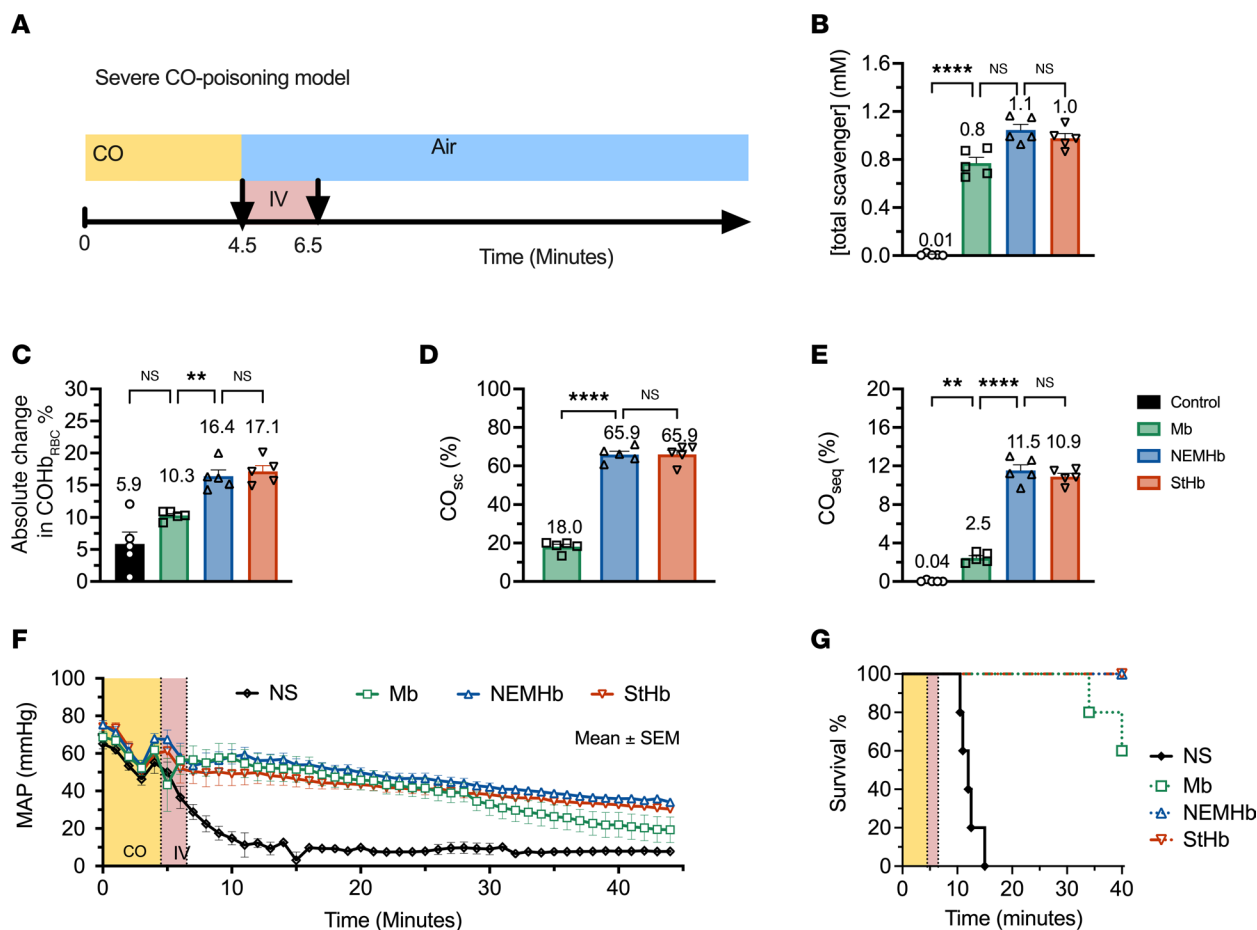 A
Severe CO-poisoning model
CO
Air
IV
0
4.5
6.5
Time (Minutes)
B
[total scavenger] (mM)
1.6
1.2
0.8
0.4
0.0
****
NS
NS
0.01
0.8
1.1
1.0
C
Absolute change
in COHbRBC %
30
25
20
15
10
5
0
NS
**
NS
5.9
10.3
16.4
17.1
D
COsc (%)
100
80
60
40
20
0
****
NS
18.0
65.9
65.9
E
COseq (%)
20
16
12
8
4
0
**
****
NS
0.04
2.5
11.5
10.9
Control
Mb
NEMHb
StHb
F
MAP (mmHg)
100
80
60
40
20
0
NS
Mb
NEMHb
StHb
Mean ± SEM
CO
IV
0
10
20
30
40
Time (Minutes)
G
Survival %
100
80
60
40
20
0
0
10
20
30
40
Time (minutes)
NS
Mb
NEMHb
StHb